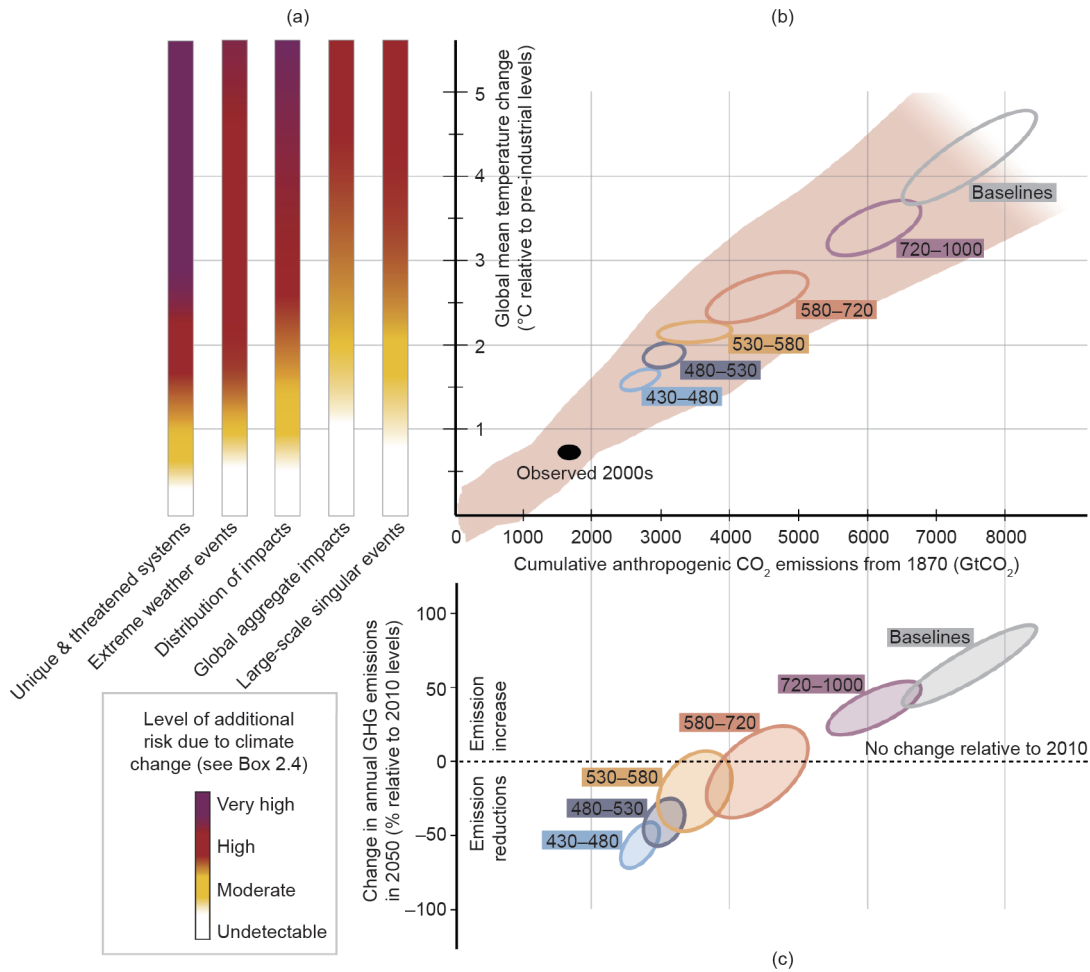 (a)
(b)
Global mean temperature change
(°C relative to pre-industrial levels)
5
4
3
2
1
Baselines
720–1000
580–720
530–580
480–530
430–480
Observed 2000s
0
1000
2000
3000
4000
5000
6000
7000
8000
Cumulative anthropogenic CO₂ emissions from 1870 (GtCO₂)
Unique & threatened systems
Extreme weather events
Distribution of impacts
Global aggregate impacts
Large-scale singular events
Level of additional
risk due to climate
change (see Box 2.4)
Very high
High
Moderate
Undetectable
Change in annual GHG emissions
in 2050 (% relative to 2010 levels)
100
50
0
–50
–100
Emission
increase
Emission
reductions
Baselines
720–1000
580–720
No change relative to 2010
530–580
480–530
430–480
(c)